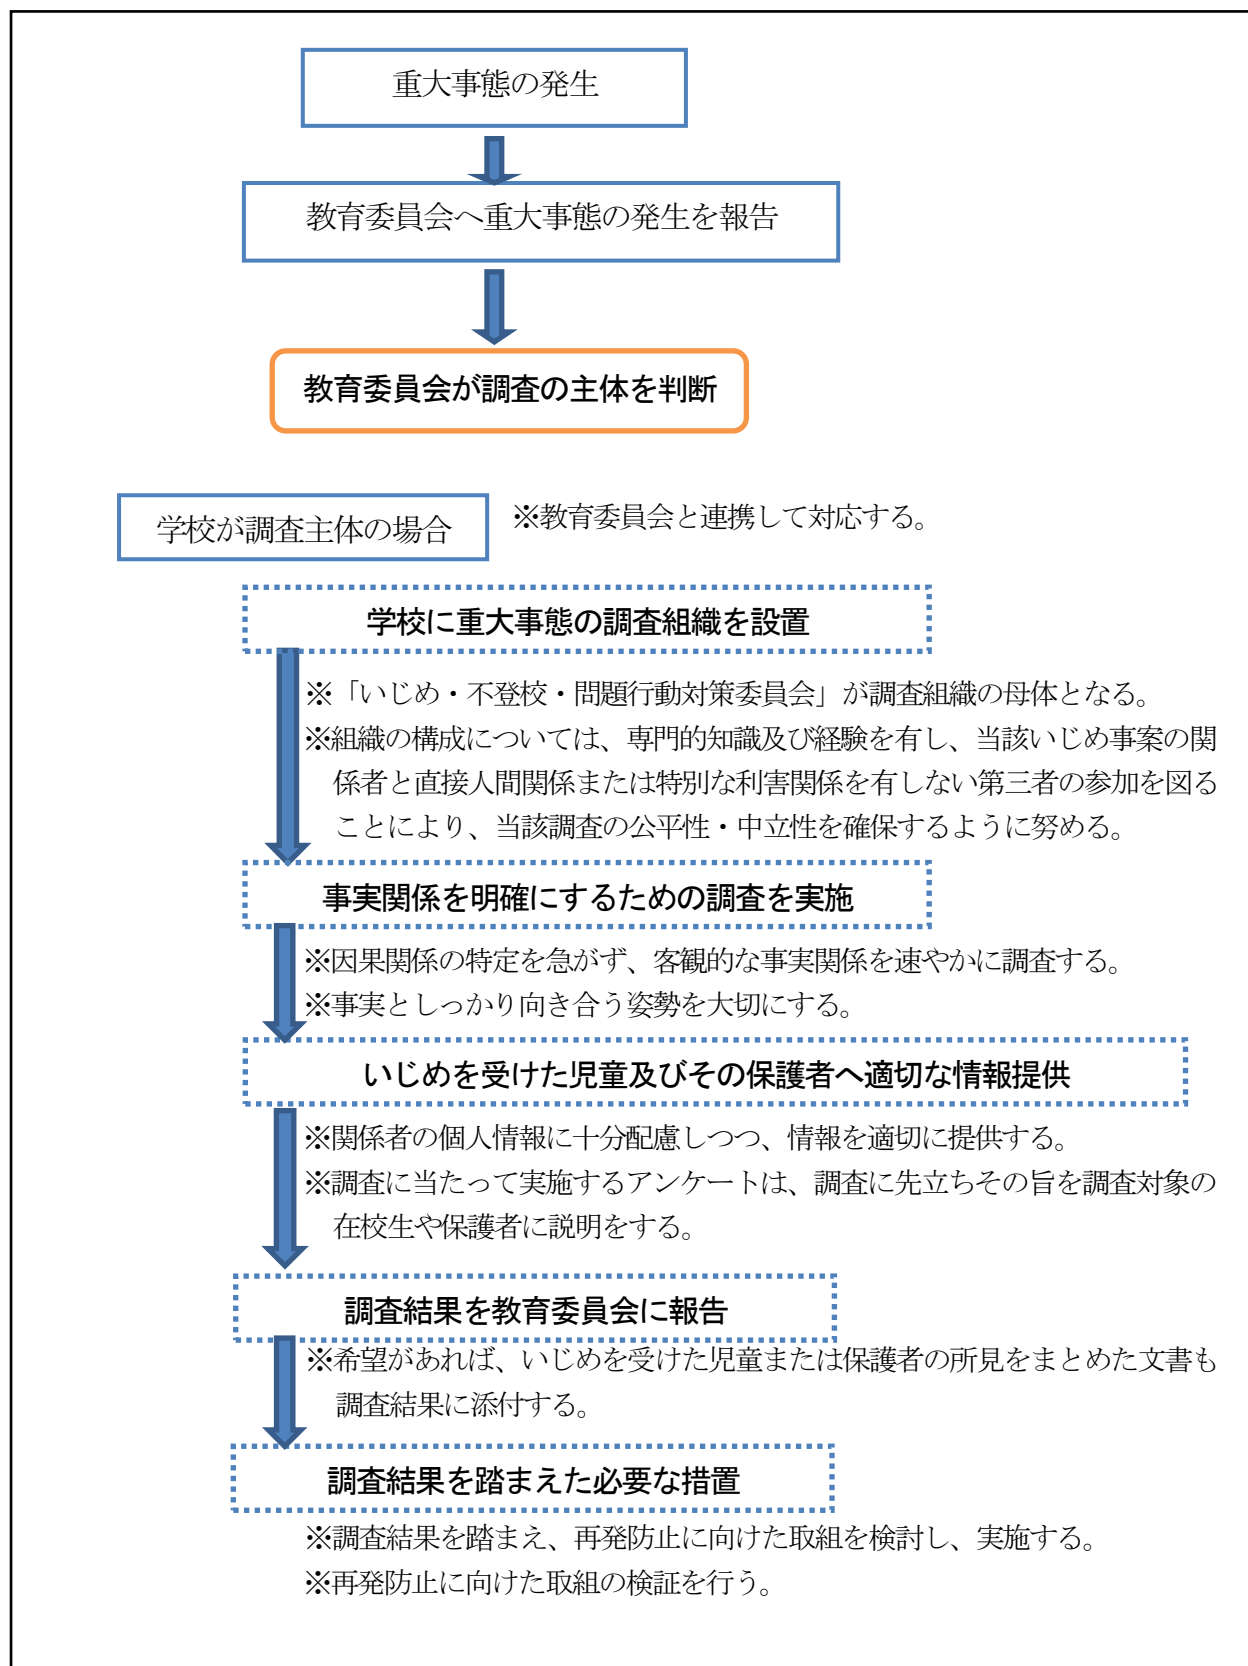 重大事態の発生
教育委員会へ重大事態の発生を報告
教育委員会が調査の主体を判断
学校が調査主体の場合
※教育委員会と連携して対応する。
学校に重大事態の調査組織を設置
※「いじめ・不登校・問題行動対策委員会」が調査組織の母体となる。
※組織の構成については、専門的知識及び経験を有し、当該いじめ事案の関
係者と直接人間関係または特別な利害関係を有しない第三者の参加を図る
ことにより、当該調査の公平性・中立性を確保するように努める。
事実関係を明確にするための調査を実施
※因果関係の特定を急がず、客観的な事実関係を速やかに調査する。
※事実としっかり向き合う姿勢を大切にする。
いじめを受けた児童及びその保護者へ適切な情報提供
※関係者の個人情報に十分配慮しつつ、情報を適切に提供する。
※調査に当たって実施するアンケートは、調査に先立ちその旨を調査対象の
在校生や保護者に説明をする。
調査結果を教育委員会に報告
※希望があれば、いじめを受けた児童または保護者の所見をまとめた文書も
調査結果に添付する。
調査結果を踏まえた必要な措置
※調査結果を踏まえ、再発防止に向けた取組を検討し、実施する。
※再発防止に向けた取組の検証を行う。